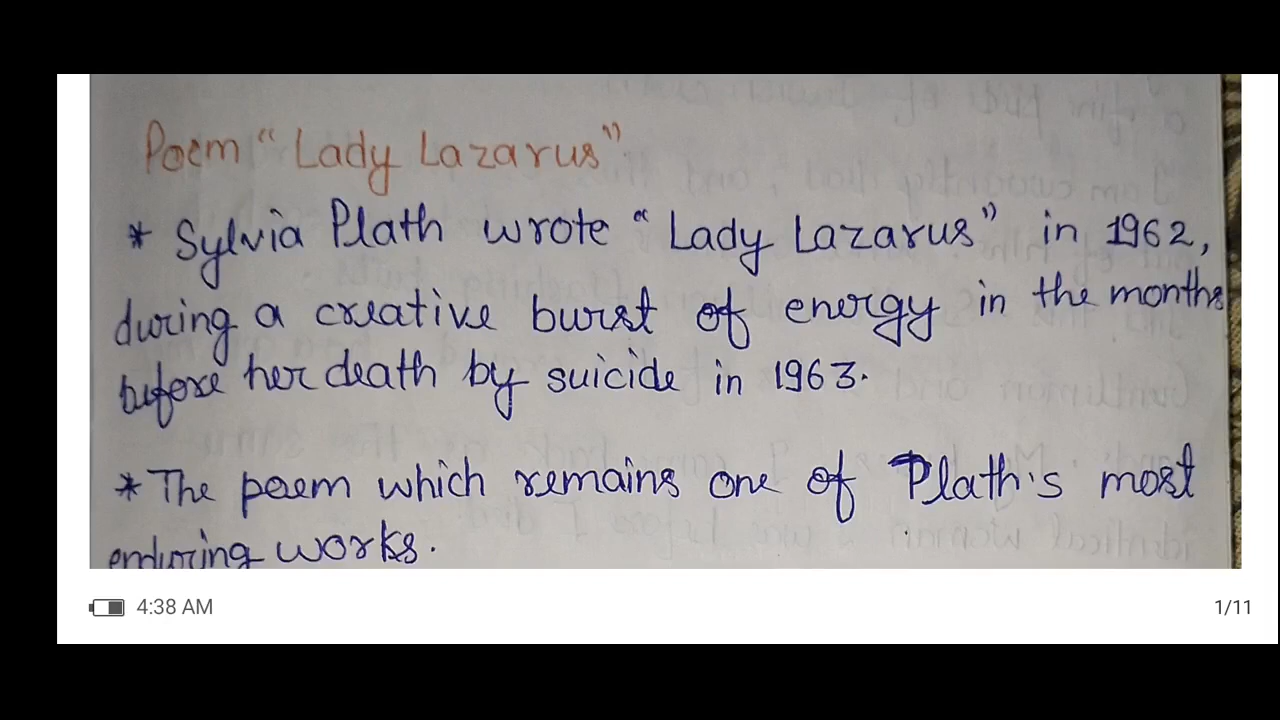 Poem "Lady Lazarus"
* Sylvia Plath wrote "Lady Lazarus" in 1962,
during a creative burst of energy in the months
before her death by suicide in 1963.
* The poem which remains one of Plath's most
enduring works.
4:38 AM
1/11